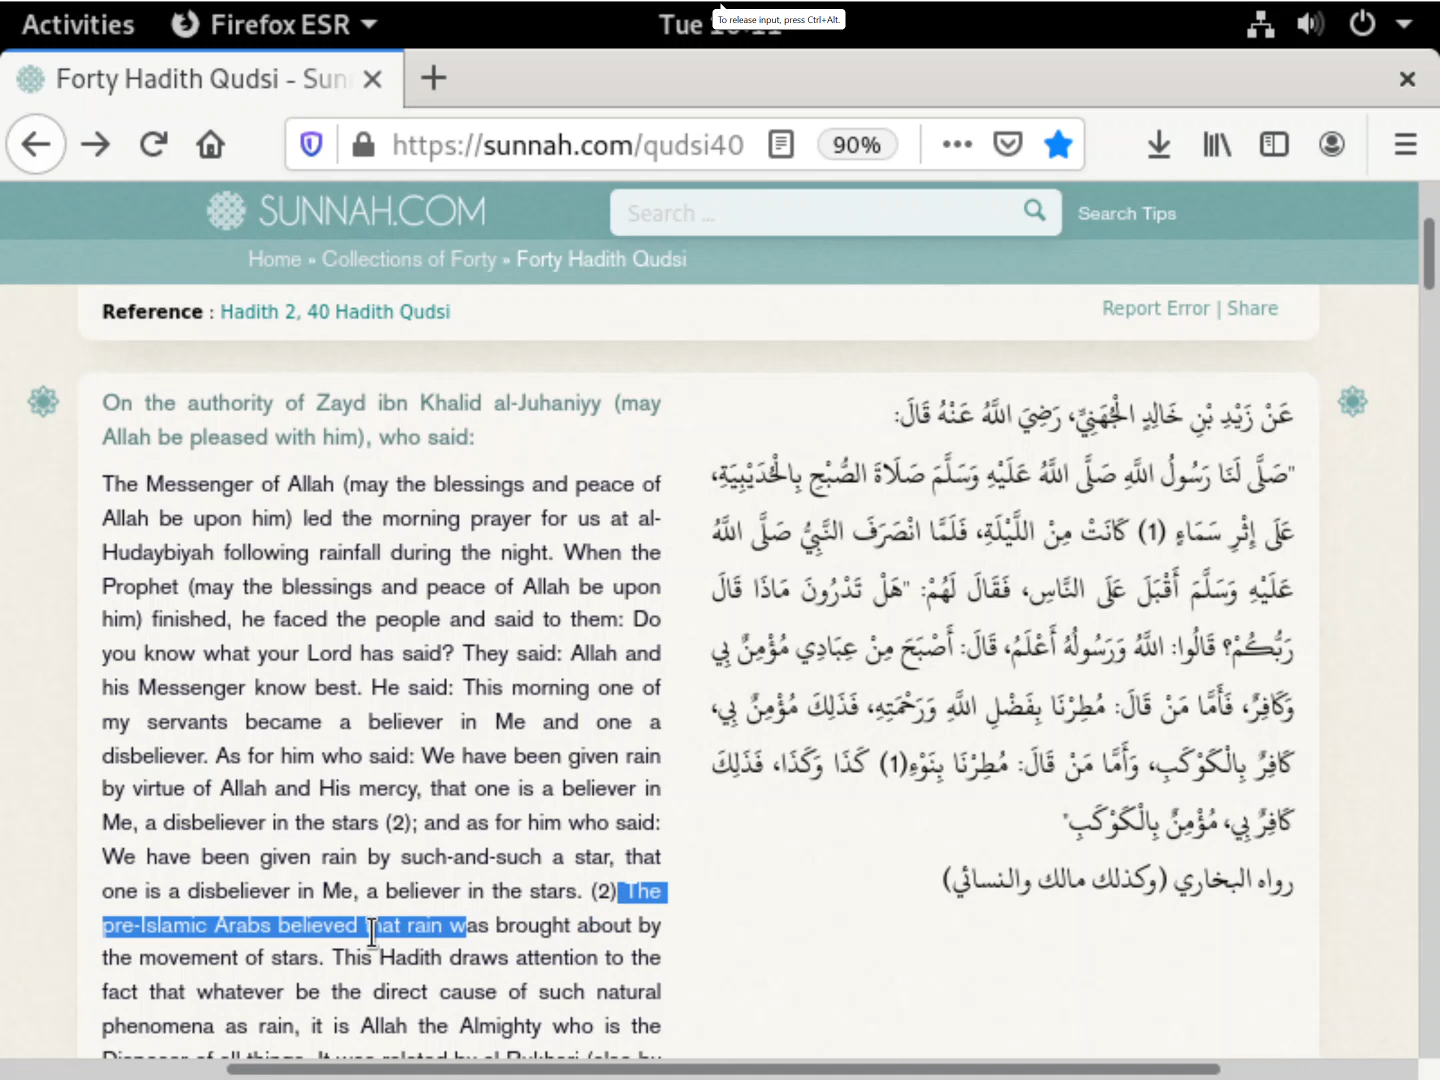 Activities
Firefox ESR
Tue
To release input, press Ctrl+Alt.
Forty Hadith Qudsi - Sun
https://sunnah.com/qudsi40
90%
SUNNAH.COM
Search ...
Search Tips
Home » Collections of Forty » Forty Hadith Qudsi
Reference : Hadith 2, 40 Hadith Qudsi
Report Error | Share
On the authority of Zayd ibn Khalid al-Juhaniyy (may
Allah be pleased with him), who said:
The Messenger of Allah (may the blessings and peace of
Allah be upon him) led the morning prayer for us at al-
Hudaybiyah following rainfall during the night. When the
Prophet (may the blessings and peace of Allah be upon
him) finished, he faced the people and said to them: Do
you know what your Lord has said? They said: Allah and
his Messenger know best. He said: This morning one of
my servants became a believer in Me and one a
disbeliever. As for him who said: We have been given rain
by virtue of Allah and His mercy, that one is a believer in
Me, a disbeliever in the stars (2); and as for him who said:
We have been given rain by such-and-such a star, that
one is a disbeliever in Me, a believer in the stars. (2) The
pre-Islamic Arabs believed that rain was brought about by
the movement of stars. This Hadith draws attention to the
fact that whatever be the direct cause of such natural
phenomena as rain, it is Allah the Almighty who is the
Disposer of all things. It was related by al-Bukhari (also by
عَنْ زَيْدِ بْنِ خَالِدٍ الْجُهَنِيِّ، رَضِيَ اللَّهُ عَنْهُ قَالَ:
"صَلَّى لَنَا رَسُولُ اللَّهِ صَلَّى اللَّهُ عَلَيْهِ وَسَلَّمَ صَلَاةَ الصُّبْحِ بِالْحُدَيْبِيَةِ،
عَلَى إِثْرِ سَمَاءٍ (1) كَانَتْ مِنْ اللَّيْلَةِ، فَلَمَّا انْصَرَفَ النَّبِيُّ صَلَّى اللَّهُ
عَلَيْهِ وَسَلَّمَ أَقْبَلَ عَلَى النَّاسِ، فَقَالَ لَهُمْ: "هَلْ تَدْرُونَ مَاذَا قَالَ
رَبُّكُمْ؟ قَالُوا: اللَّهُ وَرَسُولُهُ أَعْلَمُ، قَالَ: أَصْبَحَ مِنْ عِبَادِي مُؤْمِنٌ بِي
وَكَافِرٌ، فَأَمَّا مَنْ قَالَ: مُطِرْنَا بِفَضْلِ اللَّهِ وَرَحْمَتِهِ، فَذَلِكَ مُؤْمِنٌ بِي،
كَافِرٌ بِالْكَوْكَبِ، وَأَمَّا مَنْ قَالَ: مُطِرْنَا بِنَوْءِ(1) كَذَا وَكَذَا، فَذَلِكَ
كَافِرٌ بِي، مُؤْمِنٌ بِالْكَوْكَبِ"
رواه البخاري (وكذلك مالك والنسائي)